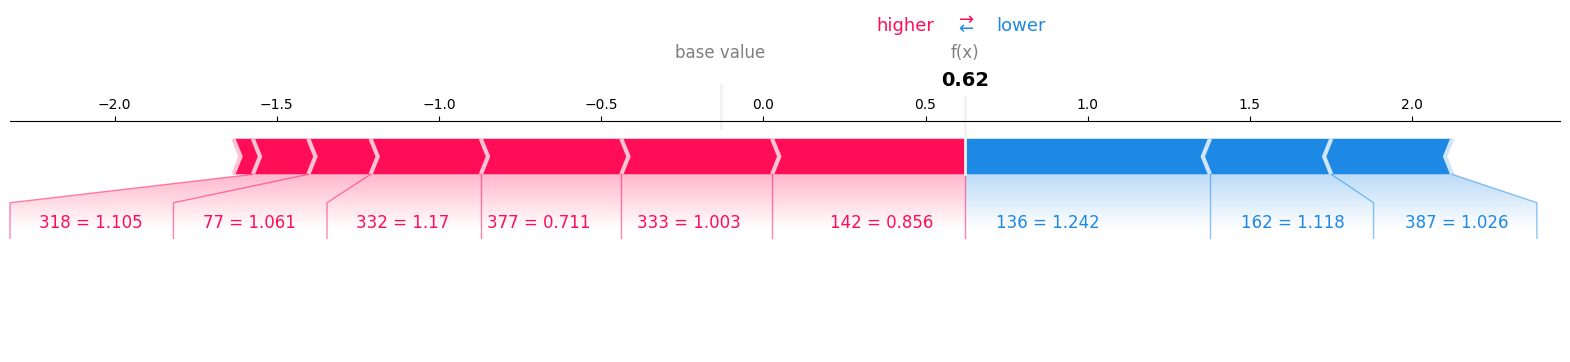 higher ⇄ lower
base value f(x)
0.62
−2.0 −1.5 −1.0 −0.5 0.0 0.5 1.0 1.5 2.0
318 = 1.105 77 = 1.061 332 = 1.17 377 = 0.711 333 = 1.003 142 = 0.856 136 = 1.242 162 = 1.118 387 = 1.026